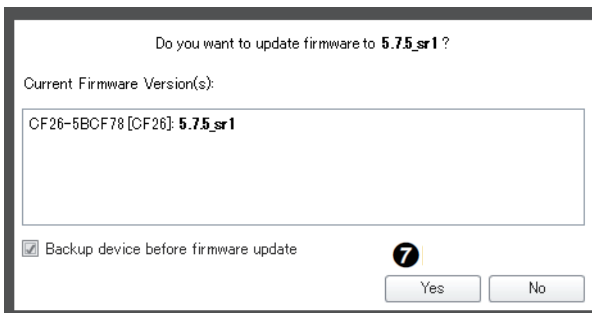 Do you want to update firmware to 5.7.5_sr1 ?
Current Firmware Version(s):
CF26-5BCF78 [CF26]: 5.7.5_sr1
Backup device before firmware update
7
Yes No